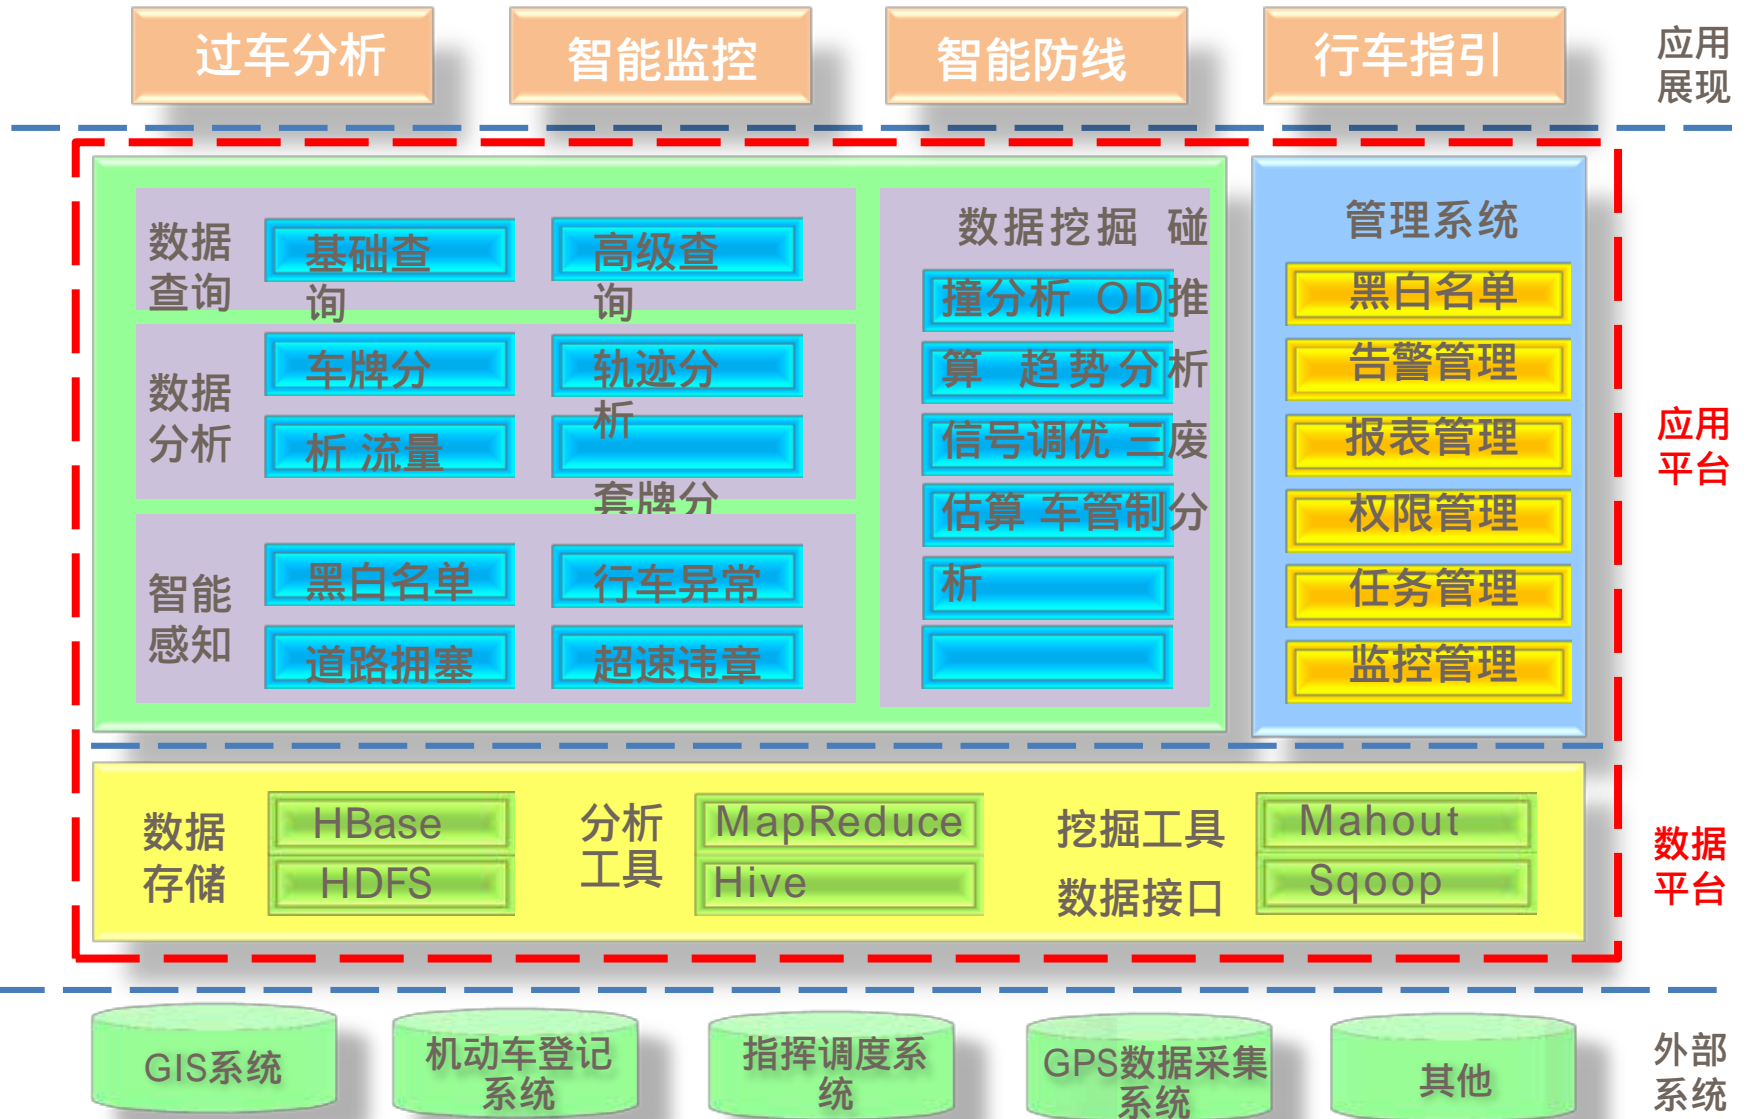 过车分析
智能监控
智能防线
行车指引
应用
展现
数据
查询
基础查
询
高级查
询
数据
分析
车牌分
析 流量
轨迹分
析
套牌分
智能
感知
黑白名单
行车异常
道路拥塞
超速违章
数据挖掘 碰
撞分析 OD推
算 趋势分析
信号调优 三废
估算 车管制分
析
管理系统
黑白名单
告警管理
报表管理
权限管理
任务管理
监控管理
应用
平台
数据
存储
HBase
HDFS
分析
工具
MapReduce
Hive
挖掘工具
Mahout
数据接口
Sqoop
数据
平台
GIS系统
机动车登记
系统
指挥调度系
统
GPS数据采集
系统
其他
外部
系统